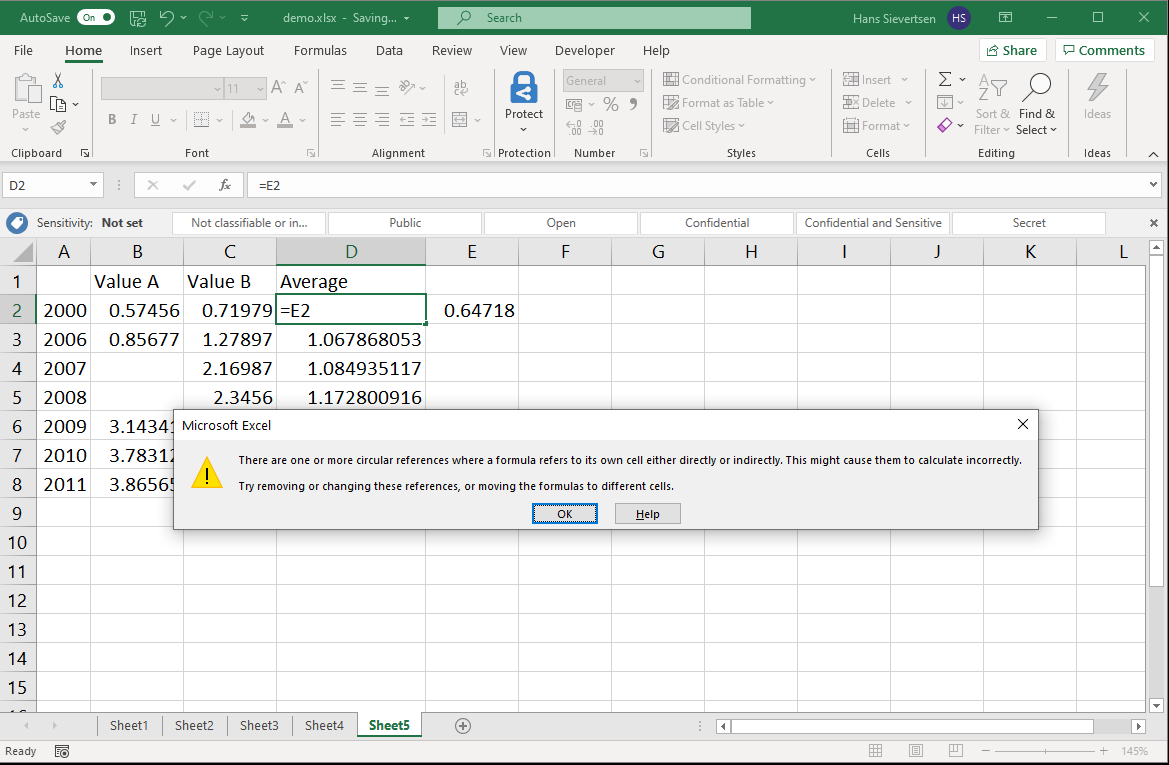 AutoSave On demo.xlsx - Saving... Search Hans Sievertsen HS
File Home Insert Page Layout Formulas Data Review View Developer Help Share Comments
Paste 11 A A ab General Conditional Formatting Insert Sort & Filter Find & Select Ideas
B I U A Protect % 9 Format as Table Delete
Cell Styles Format
Clipboard Font Alignment Protection Number Styles Cells Editing Ideas
D2 fx =E2
Sensitivity: Not set Not classifiable or in... Public Open Confidential Confidential and Sensitive Secret
A B C D E F G H I J K L
1 Value A Value B Average
2 2000 0.57456 0.71979 =E2 0.64718
3 2006 0.85677 1.27897 1.067868053
4 2007 2.16987 1.084935117
5 2008 2.3456 1.172800916
6 2009 3.14341
7 2010 3.78312
8 2011 3.86565
Microsoft Excel
There are one or more circular references where a formula refers to its own cell either directly or indirectly. This might cause them to calculate incorrectly.
Try removing or changing these references, or moving the formulas to different cells.
OK Help
9
10
11
12
13
14
15
Sheet1 Sheet2 Sheet3 Sheet4 Sheet5
Ready 145%